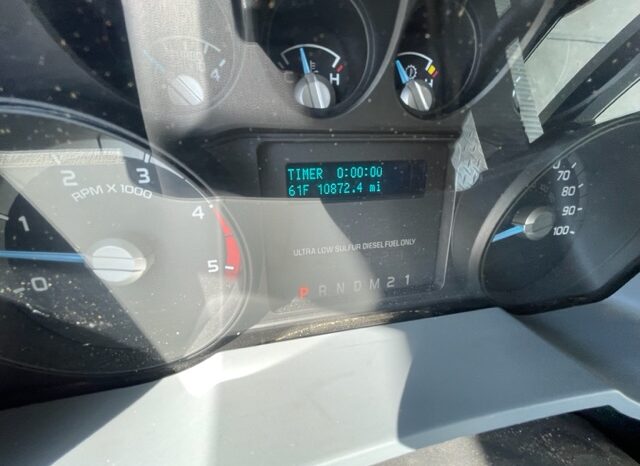 4
H
TIMER 0:00:00
61F 10872.4 mi
0
1
2
3
4
5
RPM X 1000
ULTRA LOW SULFUR DIESEL FUEL ONLY
P R N D M 2 1
70
80
90
100